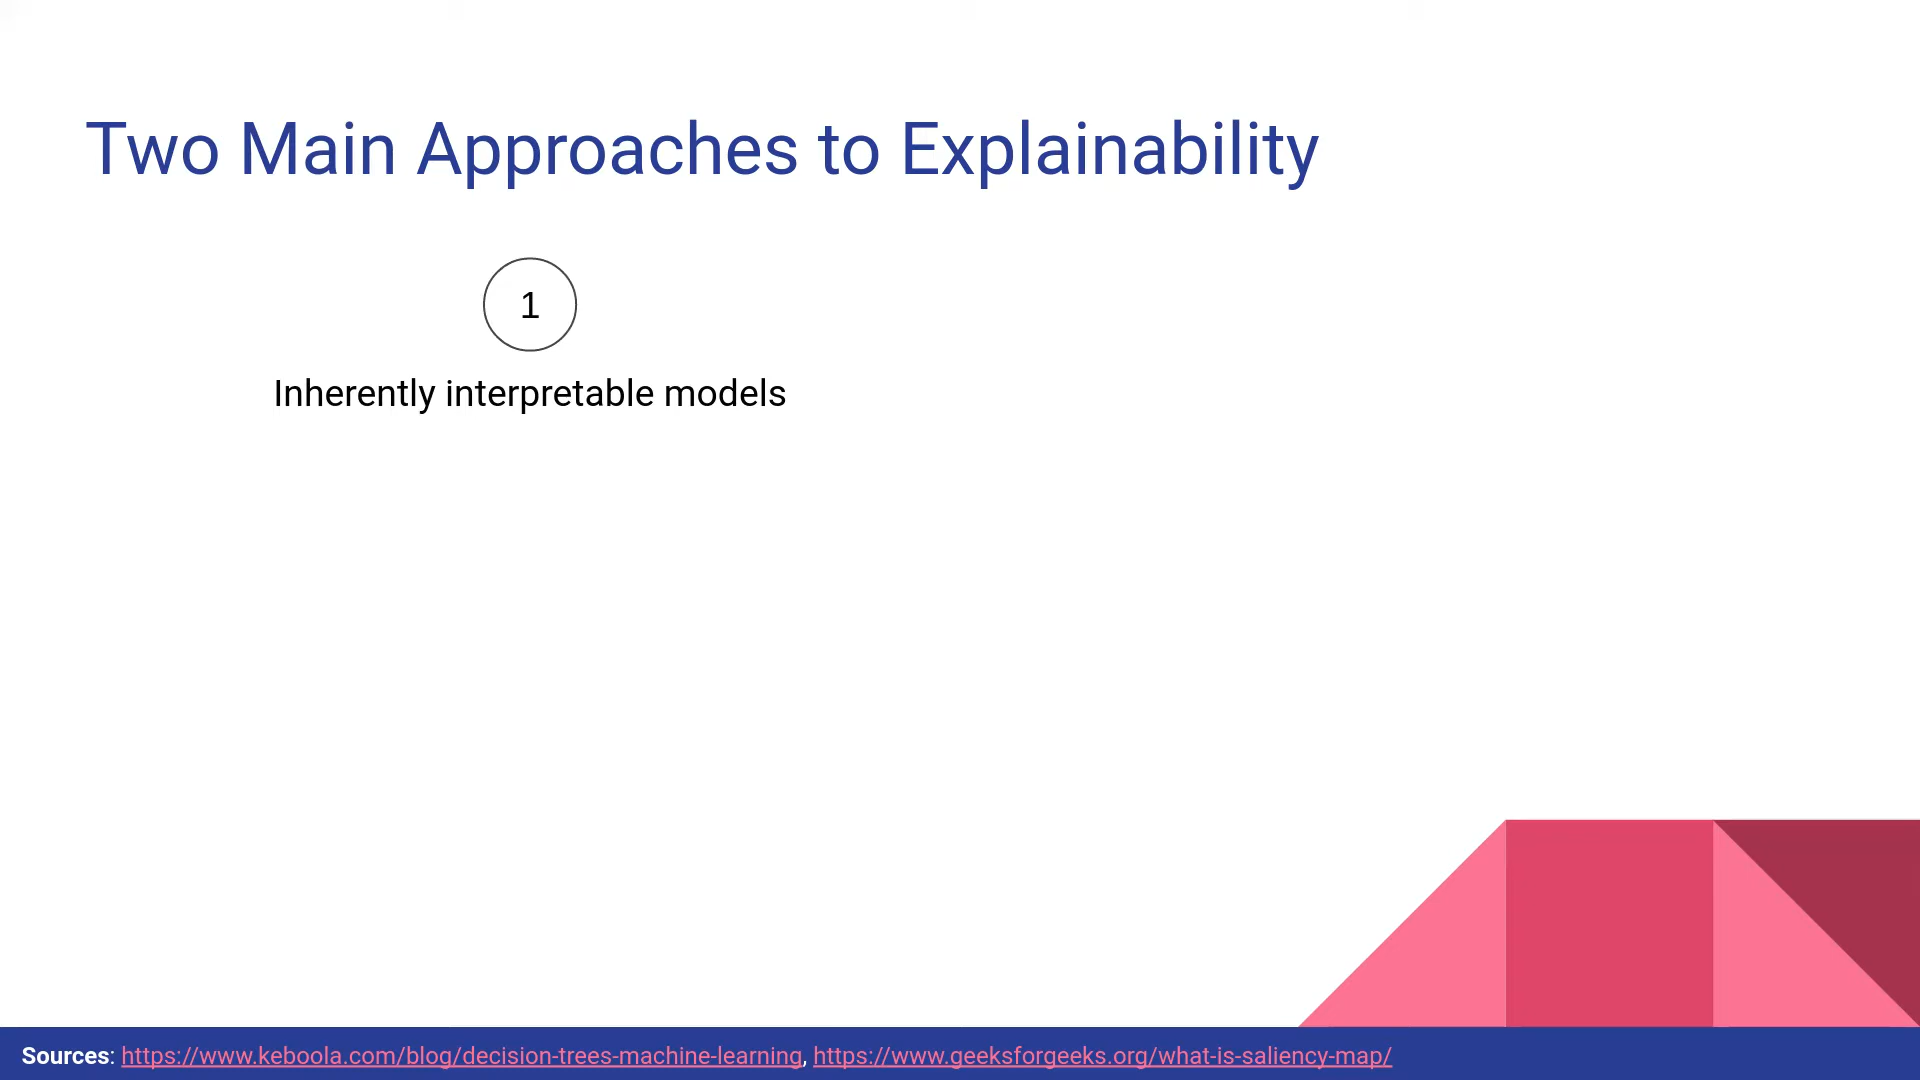 Two Main Approaches to Explainability
1
Inherently interpretable models
Sources: https://www.keboola.com/blog/decision-trees-machine-learning, https://www.geeksforgeeks.org/what-is-saliency-map/